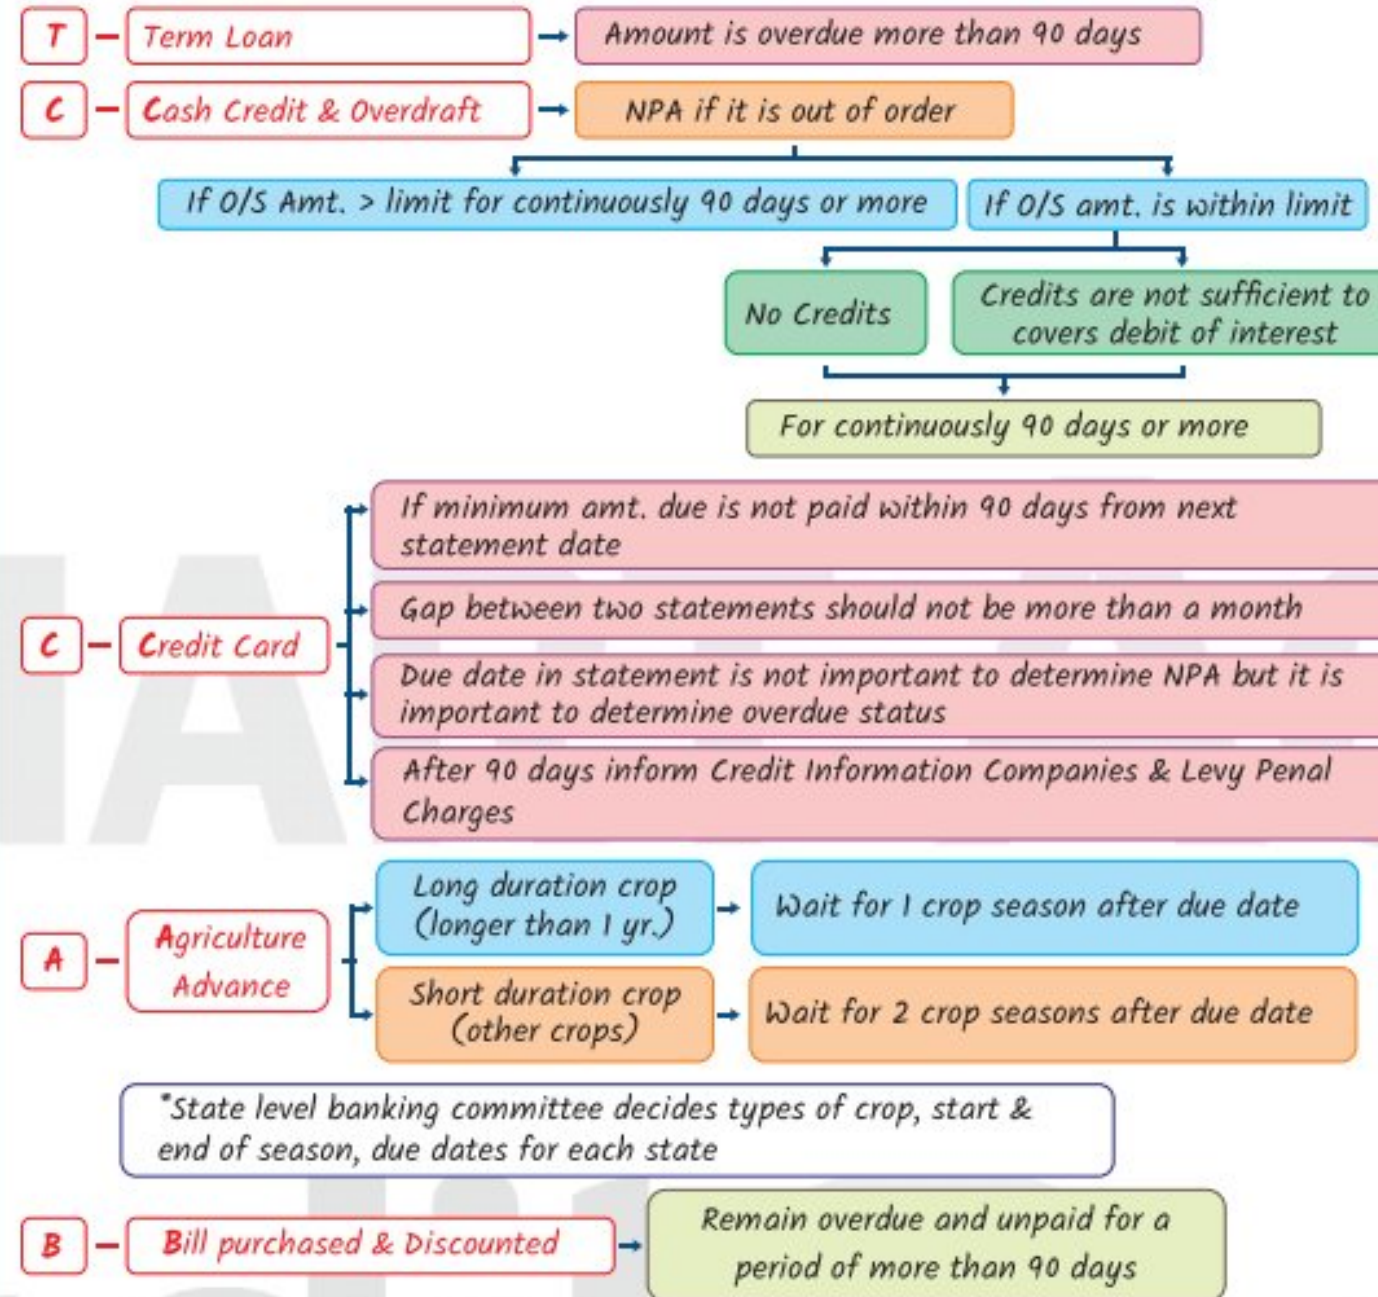 T – Term Loan → Amount is overdue more than 90 days
C – Cash Credit & Overdraft → NPA if it is out of order
If O/S Amt. > limit for continuously 90 days or more
If O/S amt. is within limit
No Credits
Credits are not sufficient to
covers debit of interest
For continuously 90 days or more
C – Credit Card
If minimum amt. due is not paid within 90 days from next
statement date
Gap between two statements should not be more than a month
Due date in statement is not important to determine NPA but it is
important to determine overdue status
After 90 days inform Credit Information Companies & Levy Penal
Charges
A – Agriculture
Advance
Long duration crop
(longer than 1 yr.)
Wait for 1 crop season after due date
Short duration crop
(other crops)
Wait for 2 crop seasons after due date
*State level banking committee decides types of crop, start &
end of season, due dates for each state
B – Bill purchased & Discounted
Remain overdue and unpaid for a
period of more than 90 days